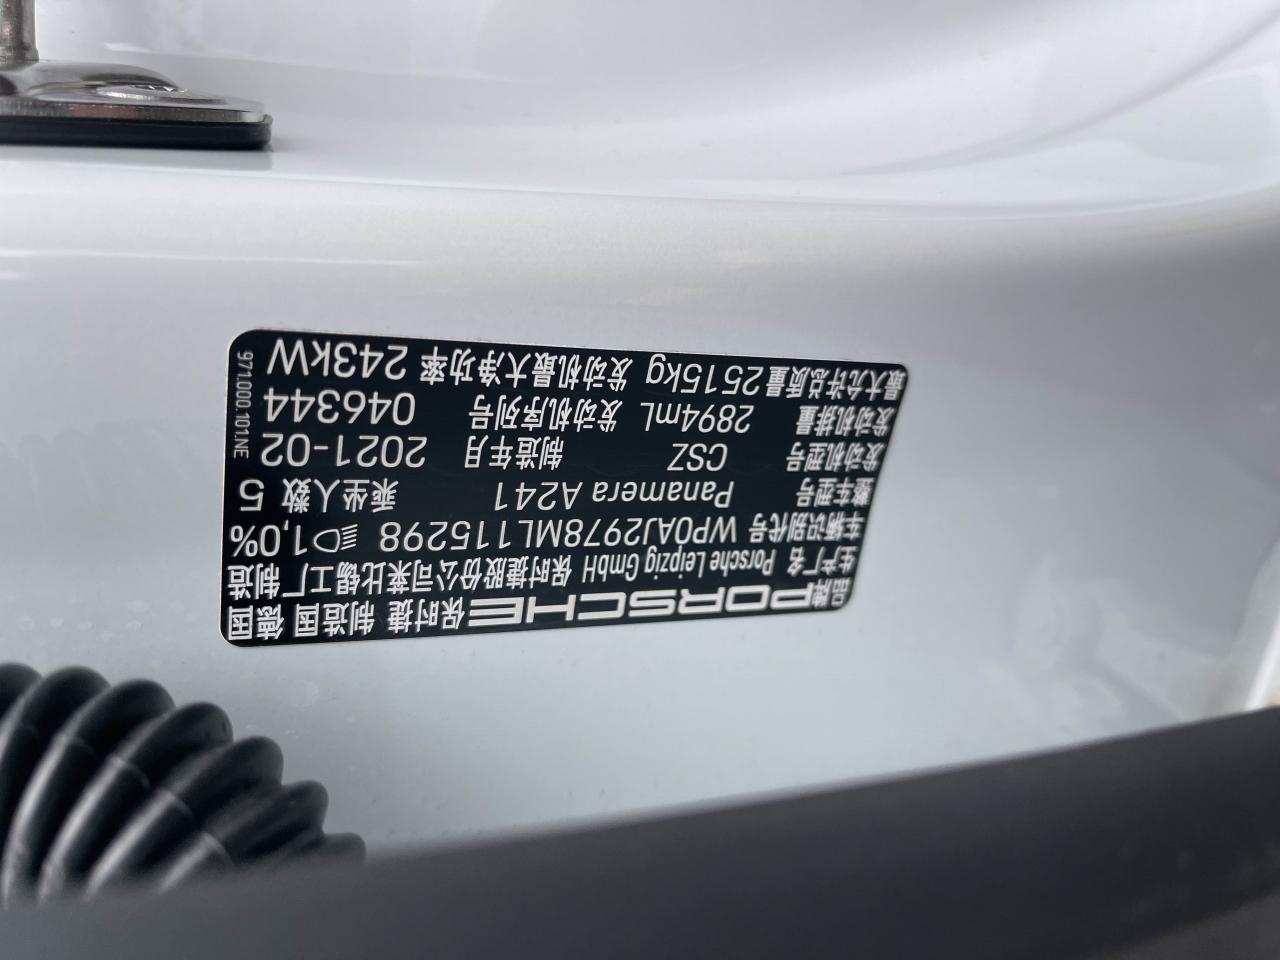 品牌 PORSCHE 保时捷 制造国 德国
生产厂名 Porsche Leipzig GmbH 保时捷股份公司莱比锡工厂制造
车辆识别代号 WP0AJ2978ML115298 1,0%
整车型号 Panamera A241 乘坐人数 5
发动机型号 CSZ 制造年月 2021-02
发动机排量 2894mL 发动机序列号 046344
最大允许总质量 2515kg 发动机最大净功率 243kW
971.000.101.NE